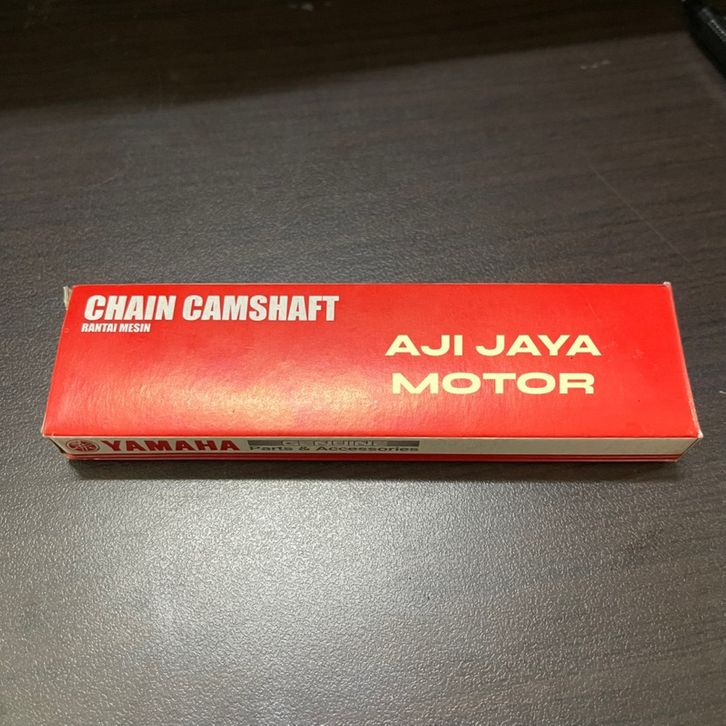 CHAIN CAMSHAFT
RANTAI MESIN
AJI JAYA
MOTOR
YAMAHA
GENUINE
Parts & Accessories